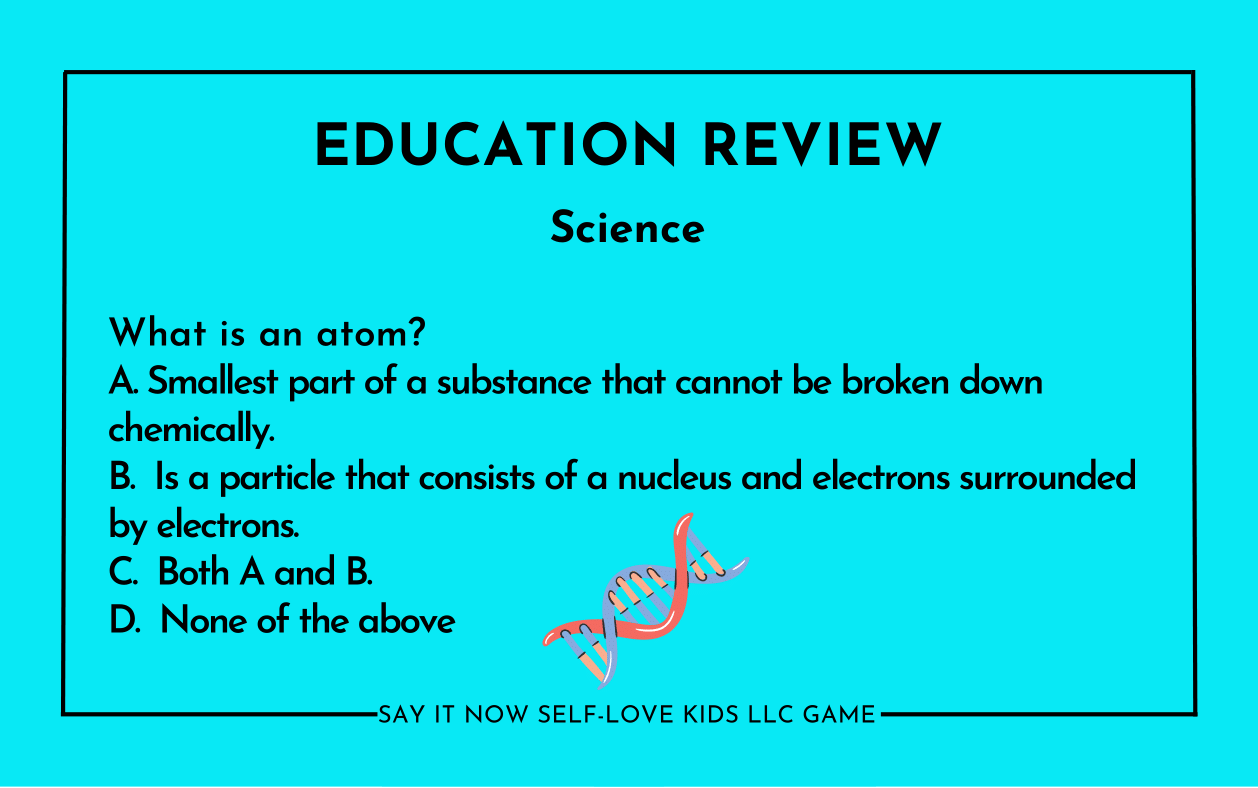 EDUCATION REVIEW
Science
What is an atom?
A. Smallest part of a substance that cannot be broken down
chemically.
B.  Is a particle that consists of a nucleus and electrons surrounded
by electrons.
C.  Both A and B.
D.  None of the above
SAY IT NOW SELF-LOVE KIDS LLC GAME